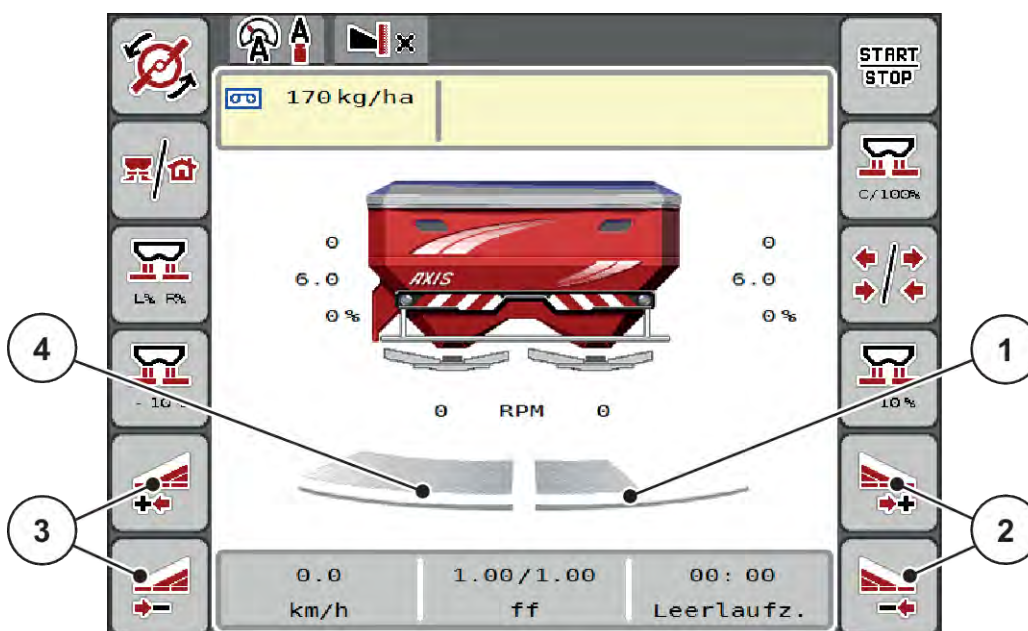 A A x
START
STOP
170 kg/ha
C/100%
0 0
6.0 AXIS 6.0
L% R%
0% 0%
4 1
- 10 % 10 %
0 RPM 0
3 2
+ +
- -
0.0 1.00/1.00 00:00
km/h ff Leerlaufz.